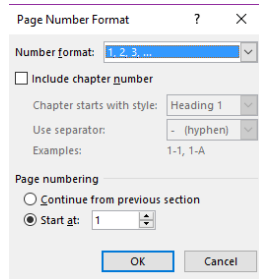 Page Number Format ? ×
Number format: 1, 2, 3, ...
Include chapter number
Chapter starts with style: Heading 1
Use separator: - (hyphen)
Examples: 1-1, 1-A
Page numbering
Continue from previous section
Start at: 1
OK Cancel